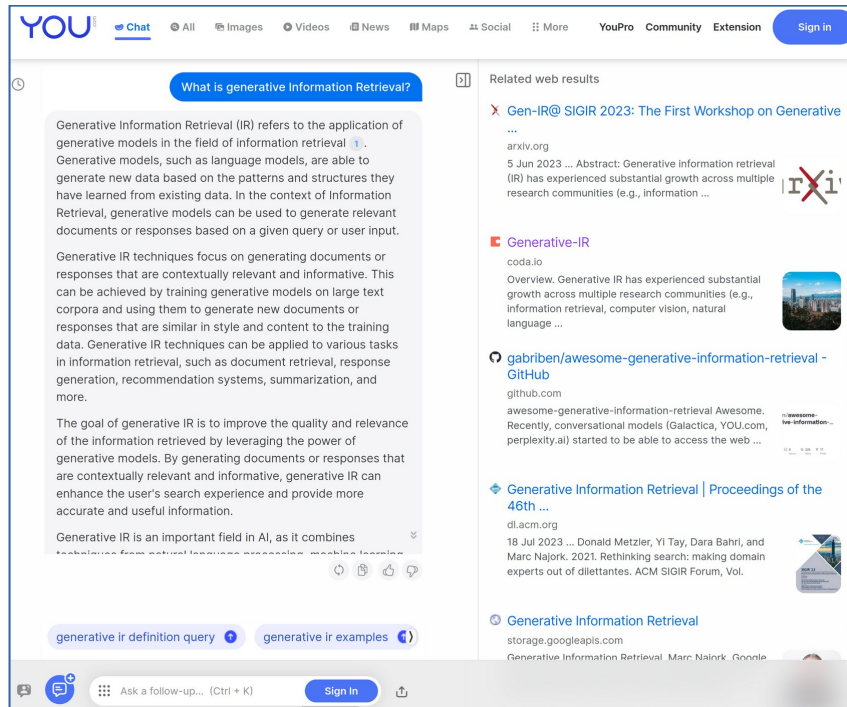 YOU
Chat
All
Images
Videos
News
Maps
Social
More
YouPro
Community
Extension
Sign in
What is generative Information Retrieval?
Generative Information Retrieval (IR) refers to the application of
generative models in the field of information retrieval 1 .
Generative models, such as language models, are able to
generate new data based on the patterns and structures they
have learned from existing data. In the context of Information
Retrieval, generative models can be used to generate relevant
documents or responses based on a given query or user input.
Generative IR techniques focus on generating documents or
responses that are contextually relevant and informative. This
can be achieved by training generative models on large text
corpora and using them to generate new documents or
responses that are similar in style and content to the training
data. Generative IR techniques can be applied to various tasks
in information retrieval, such as document retrieval, response
generation, recommendation systems, summarization, and
more.
The goal of generative IR is to improve the quality and relevance
of the information retrieved by leveraging the power of
generative models. By generating documents or responses that
are contextually relevant and informative, generative IR can
enhance the user's search experience and provide more
accurate and useful information.
Generative IR is an important field in AI, as it combines
techniques from natural language processing, machine learning
generative ir definition query
generative ir examples
Ask a follow-up... (Ctrl + K)
Sign In
Related web results
Gen-IR@ SIGIR 2023: The First Workshop on Generative
...
arxiv.org
5 Jun 2023 ... Abstract: Generative information retrieval
(IR) has experienced substantial growth across multiple
research communities (e.g., information ...
Generative-IR
coda.io
Overview. Generative IR has experienced substantial
growth across multiple research communities (e.g.,
information retrieval, computer vision, natural
language ...
gabriben/awesome-generative-information-retrieval -
GitHub
github.com
awesome-generative-information-retrieval Awesome.
Recently, conversational models (Galactica, YOU.com,
perplexity.ai) started to be able to access the web ...
n/awesome-
ive-information-...
Generative Information Retrieval | Proceedings of the
46th ...
dl.acm.org
18 Jul 2023 ... Donald Metzler, Yi Tay, Dara Bahri, and
Marc Najork. 2021. Rethinking search: making domain
experts out of dilettantes. ACM SIGIR Forum, Vol.
Generative Information Retrieval
storage.googleapis.com
Generative Information Retrieval. Marc Najork. Google